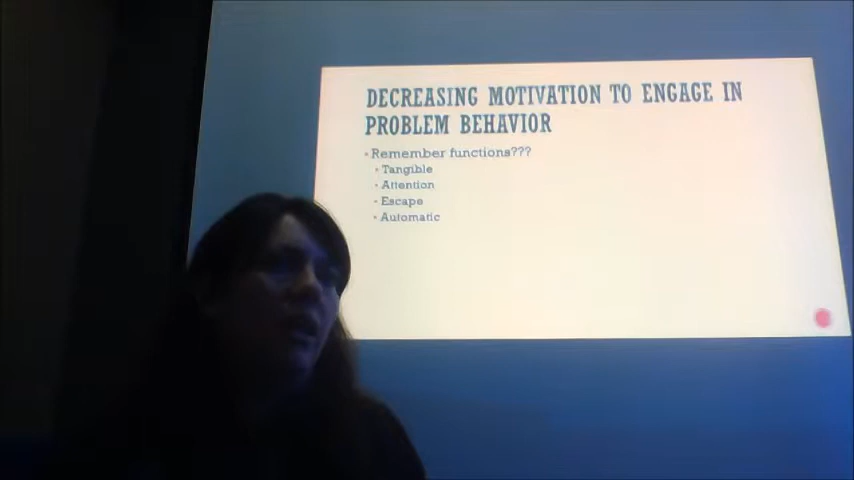 DECREASING MOTIVATION TO ENGAGE IN
PROBLEM BEHAVIOR
Remember functions???
Tangible
Attention
Escape
Automatic